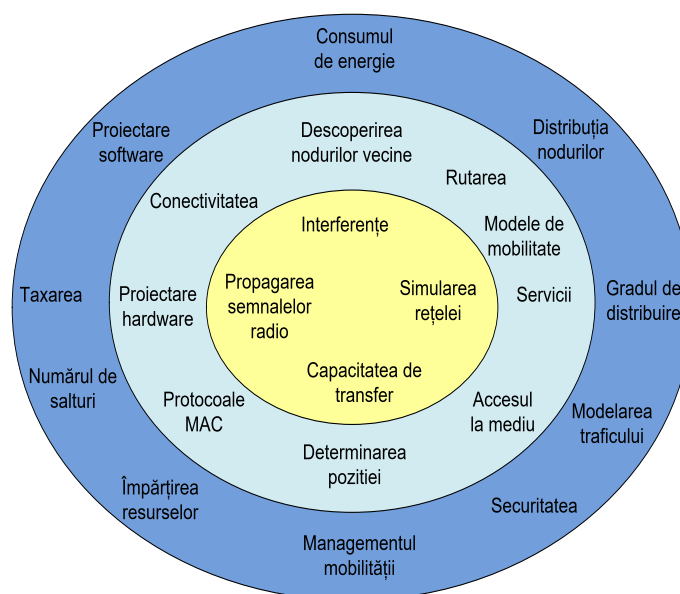 Consumul
de energie
Proiectare
software
Distribuția
nodurilor
Descoperirea
nodurilor vecine
Rutarea
Conectivitatea
Interferențe
Modele de
mobilitate
Taxarea
Proiectare
hardware
Propagarea
semnalelor
radio
Simularea
rețelei
Servicii
Gradul de
distribuire
Numărul de
salturi
Protocoale
MAC
Capacitatea de
transfer
Accesul
la mediu
Modelarea
traficului
Determinarea
pozitiei
Împărțirea
resurselor
Securitatea
Managementul
mobilității